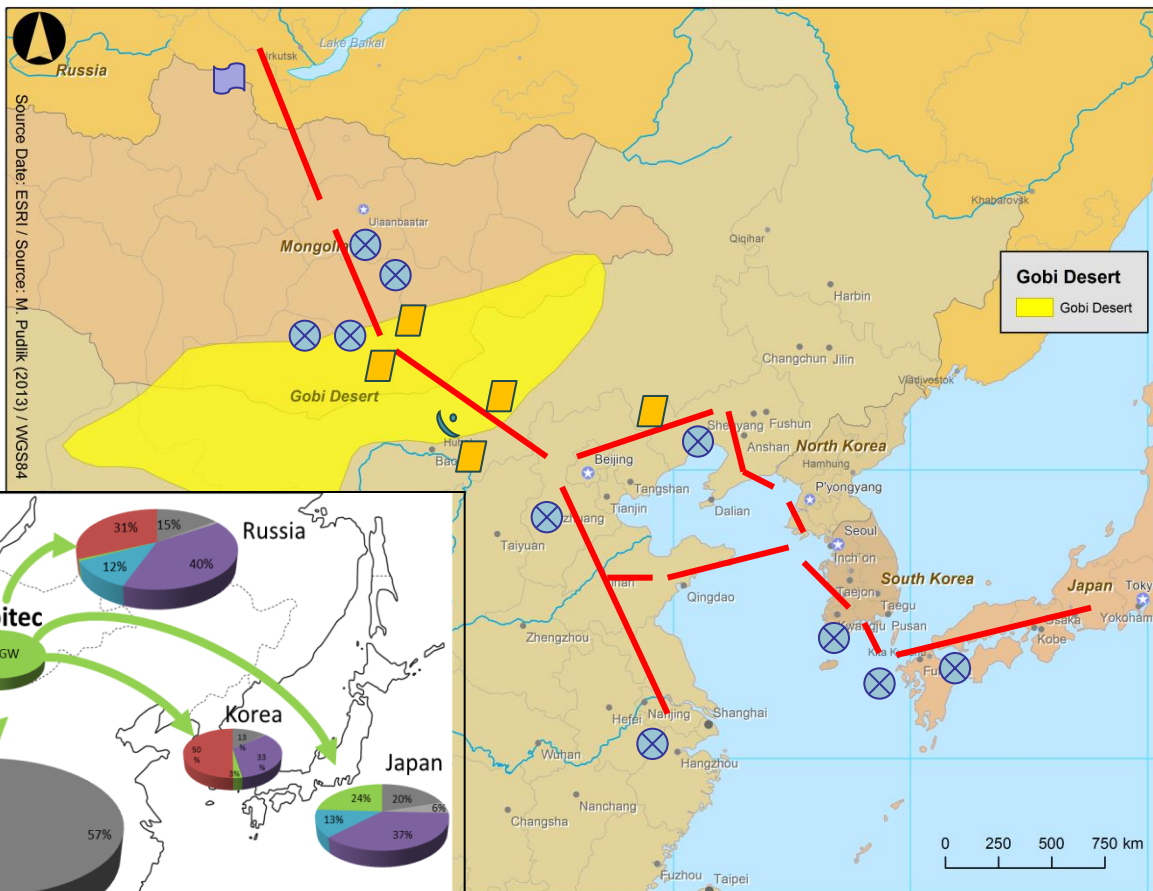 Lake Baikal
Irkutsk
Russia
Source Date: ESRI / Source: M. Pudlik (2013) / WGS84
Khabarovsk
Ulaanbaatar
Mongolia
Qiqihar
Harbin
Gobi Desert
Gobi Desert
Changchun
Jilin
Vladivostok
Gobi Desert
Shenyang
Fushun
Anshan
North Korea
Hamhung
Beijing
P'yongyang
Tangshan
Tianjin
Dalian
Seoul
Inch'on
Taiyuan
South Korea
Japan
Taejon
Taegu
Qingdao
Kwangju
Pusan
Osaka
Kobe
Zhengzhou
Hefei
Nanjing
Shanghai
Wuhan
Hangzhou
Nanchang
Changsha
Fuzhou
Taipei
0 250 500 750 km
Russia
31%
15%
12%
40%
GW
Korea
50
%
13
%
33
%
3%
Japan
24%
20%
6%
13%
37%
57%